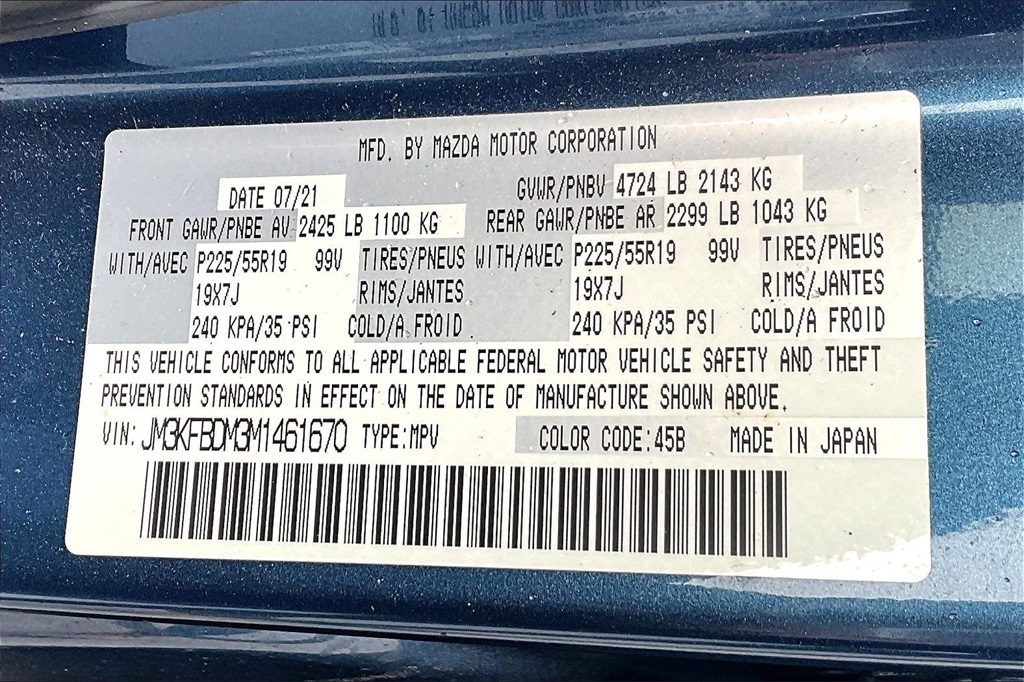 MFD. BY MAZDA MOTOR CORPORATION
DATE 07/21 GVWR/PNBV 4724 LB 2143 KG
FRONT GAWR/PNBE AV 2425 LB 1100 KG REAR GAWR/PNBE AR 2299 LB 1043 KG
WITH/AVEC P225/55R19 99V TIRES/PNEUS WITH/AVEC P225/55R19 99V TIRES/PNEUS
19X7J RIMS/JANTES 19X7J RIMS/JANTES
240 KPA/35 PSI COLD/A FROID 240 KPA/35 PSI COLD/A FROID
THIS VEHICLE CONFORMS TO ALL APPLICABLE FEDERAL MOTOR VEHICLE SAFETY AND THEFT
PREVENTION STANDARDS IN EFFECT ON THE DATE OF MANUFACTURE SHOWN ABOVE.
VIN: JM3KFBDM3M1461670 TYPE:MPV COLOR CODE:45B MADE IN JAPAN